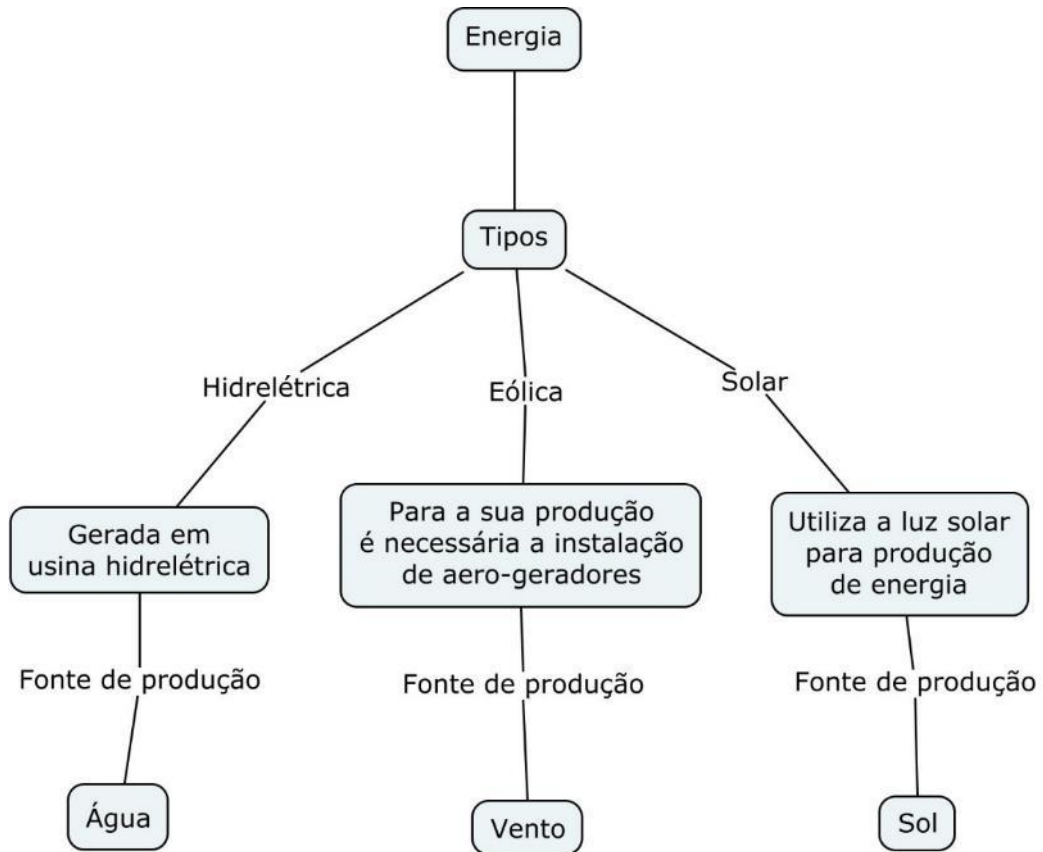 Energia
Tipos
Hidrelétrica
Eólica
Solar
Gerada em
usina hidrelétrica
Para a sua produção
é necessária a instalação
de aero-geradores
Utiliza a luz solar
para produção
de energia
Fonte de produção
Fonte de produção
Fonte de produção
Água
Vento
Sol